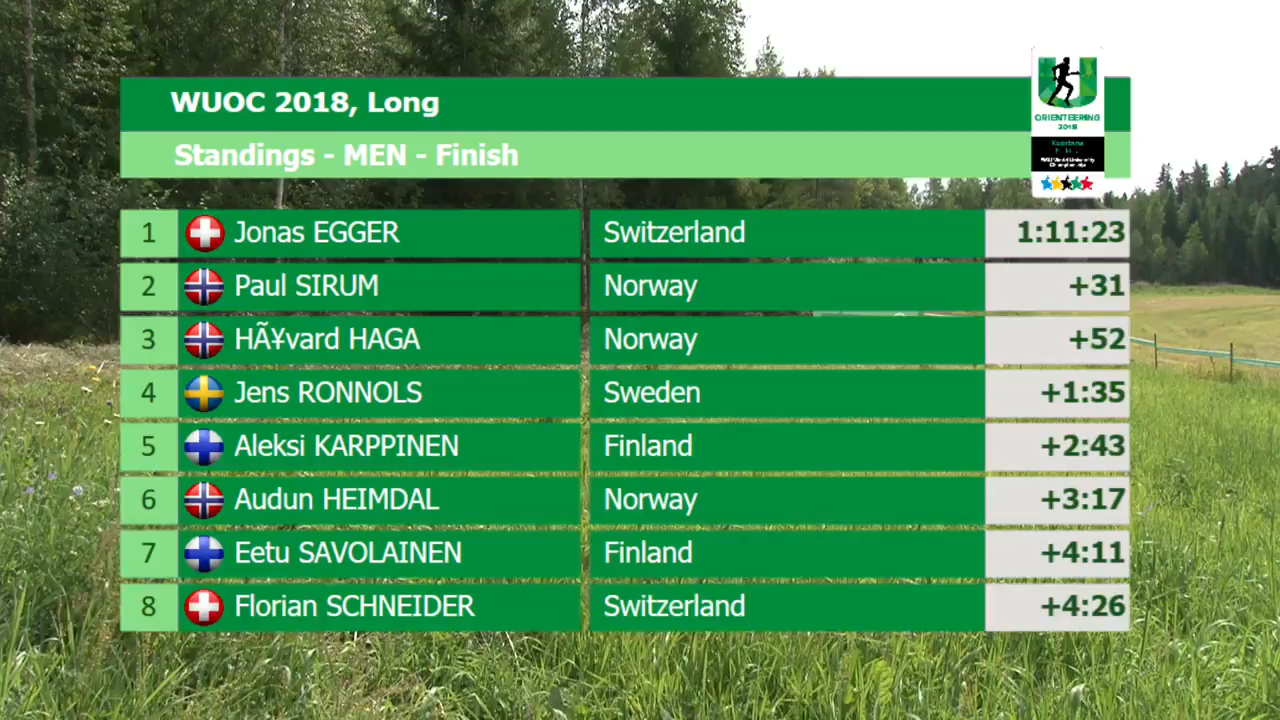 WUOC 2018, Long
Standings - MEN - Finish
ORIENTEERING
2018
1 Jonas EGGER Switzerland 1:11:23
2 Paul SIRUM Norway +31
3 HÃ¥vard HAGA Norway +52
4 Jens RONNOLS Sweden +1:35
5 Aleksi KARPPINEN Finland +2:43
6 Audun HEIMDAL Norway +3:17
7 Eetu SAVOLAINEN Finland +4:11
8 Florian SCHNEIDER Switzerland +4:26